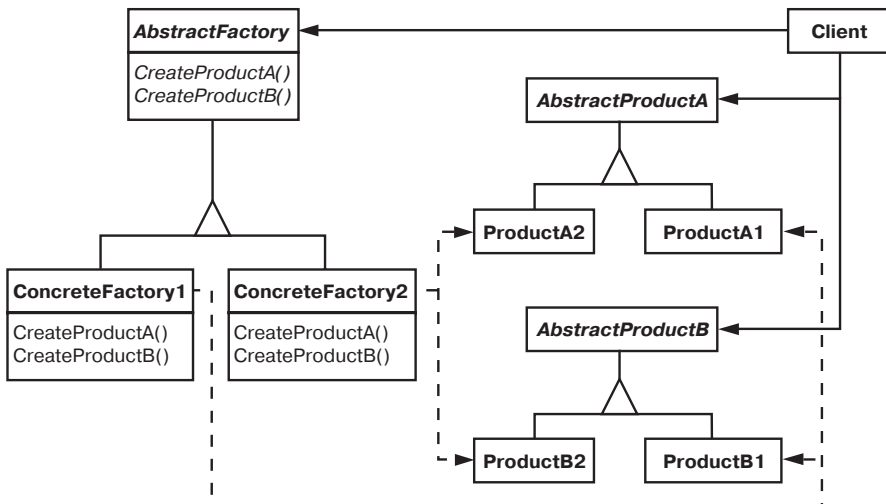 AbstractFactory
CreateProductA()
CreateProductB()
Client
AbstractProductA
ProductA2
ProductA1
ConcreteFactory1
CreateProductA()
CreateProductB()
ConcreteFactory2
CreateProductA()
CreateProductB()
AbstractProductB
ProductB2
ProductB1